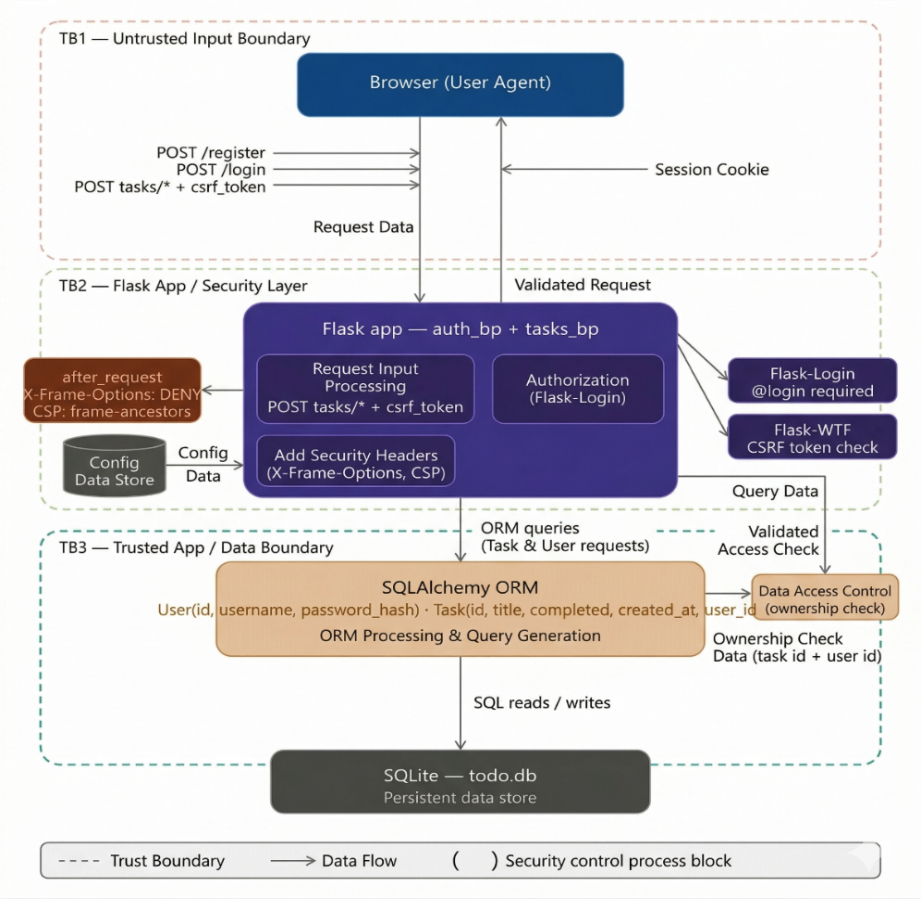 TB1 — Untrusted Input Boundary
Browser (User Agent)
POST /register
POST /login
POST tasks/* + csrf_token
Session Cookie
Request Data
TB2 — Flask App / Security Layer
Validated Request
Flask app — auth_bp + tasks_bp
Request Input
Processing
POST tasks/* + csrf_token
Authorization
(Flask-Login)
after_request
X-Frame-Options: DENY
CSP: frame-ancestors
Flask-Login
@login required
Flask-WTF
CSRF token check
Config
Data Store
Config
Data
Add Security Headers
(X-Frame-Options, CSP)
Query Data
ORM queries
(Task & User requests)
Validated
Access Check
TB3 — Trusted App / Data Boundary
SQLAlchemy ORM
User(id, username, password_hash) · Task(id, title, completed, created_at, user_id
ORM Processing & Query Generation
Data Access Control
(ownership check)
Ownership Check
Data (task id + user id)
SQL reads / writes
SQLite — todo.db
Persistent data store
Trust Boundary
Data Flow
( ) Security control process block